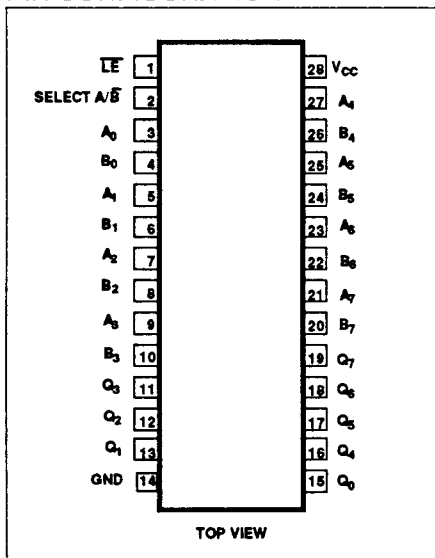 L̅E̅ 1 28 VCC
SELECT A/B̅ 2 27 A4
A0 3 26 B4
B0 4 25 A5
A1 5 24 B5
B1 6 23 A6
A2 7 22 B6
B2 8 21 A7
A3 9 20 B7
B3 10 19 Q7
Q3 11 18 Q6
Q2 12 17 Q5
Q1 13 16 Q4
GND 14 15 Q0
TOP VIEW